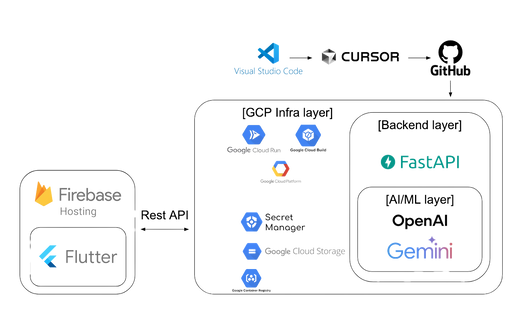 Visual Studio Code
CURSOR
GitHub
[GCP Infra layer]
Google Cloud Run
Google Cloud Build
Google Cloud Platform
[Backend layer]
FastAPI
[AI/ML layer]
OpenAI
Gemini
Secret
Manager
Google Cloud Storage
Google Container Registry
Rest API
Firebase
Hosting
Flutter